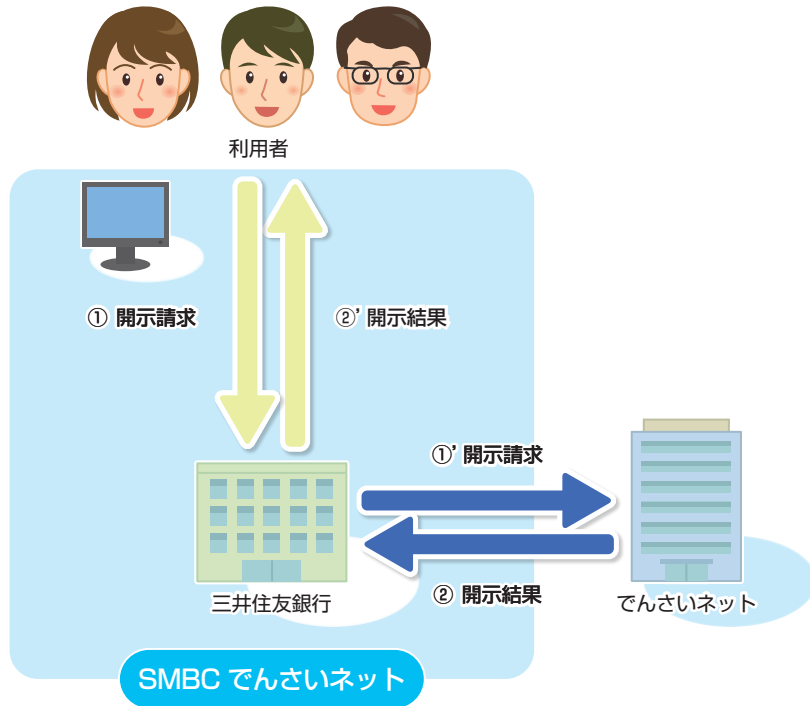 利用者
① 開示請求
②’ 開示結果
①’ 開示請求
② 開示結果
三井住友銀行
でんさいネット
SMBC でんさいネット